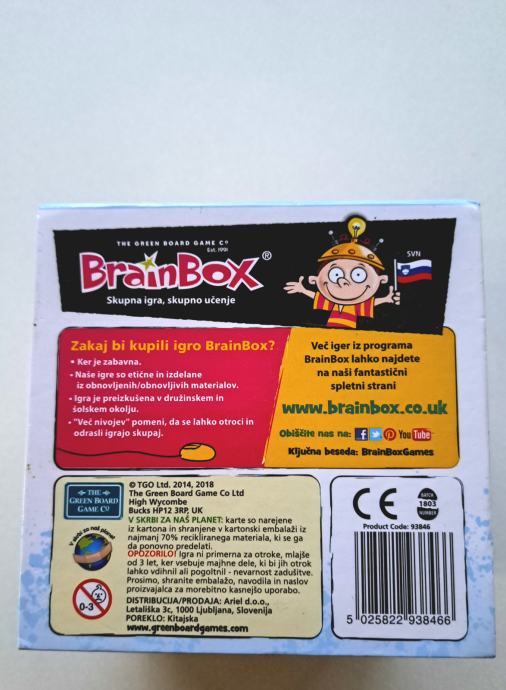 THE GREEN BOARD GAME Cº
Est. 1991
BrainBox®
Skupna igra, skupno učenje
SVN
Zakaj bi kupili igro BrainBox?
• Ker je zabavna.
- Naše igre so etične in izdelane
iz obnovljenih/obnovljivih materialov.
- Igra je preizkušena v družinskem in
šolskem okolju.
- "Več nivojev" pomeni, da se lahko otroci in
odrasli igrajo skupaj.
Več iger iz programa
BrainBox lahko najdete
na naši fantastični
spletni strani
www.brainbox.co.uk
Obiščite nas na: f You Tube
Ključna beseda: BrainBoxGames
THE
GREEN BOARD
GAME Cº
V skrbi za naš planet
0-3
© TGO Ltd. 2014, 2018
The Green Board Game Co Ltd
High Wycombe
Bucks HP12 3RP, UK
V SKRBI ZA NAŠ PLANET: karte so narejene
iz kartona in shranjene v kartonski embalaži iz
najmanj 70% recikliranega materiala, ki se ga
da ponovno predelati.
OPOZORILO! Igra ni primerna za otroke, mlajše
od 3 let, ker vsebuje majhne dele, ki bi jih otrok
lahko vdihnil ali pogoltnil - nevarnost zadušitve.
Prosimo, shranite embalažo, navodila in naslov
proizvajalca za morebitno kasnejšo uporabo.
DISTRIBUCIJA/PRODAJA: Ariel d.o.o.,
Letališka 3c, 1000 Ljubljana, Slovenija
POREKLO: Kitajska
www.greenboardgames.com
CE
BATCH
1803
NUMBER
Product Code: 93846
5 025822 938466